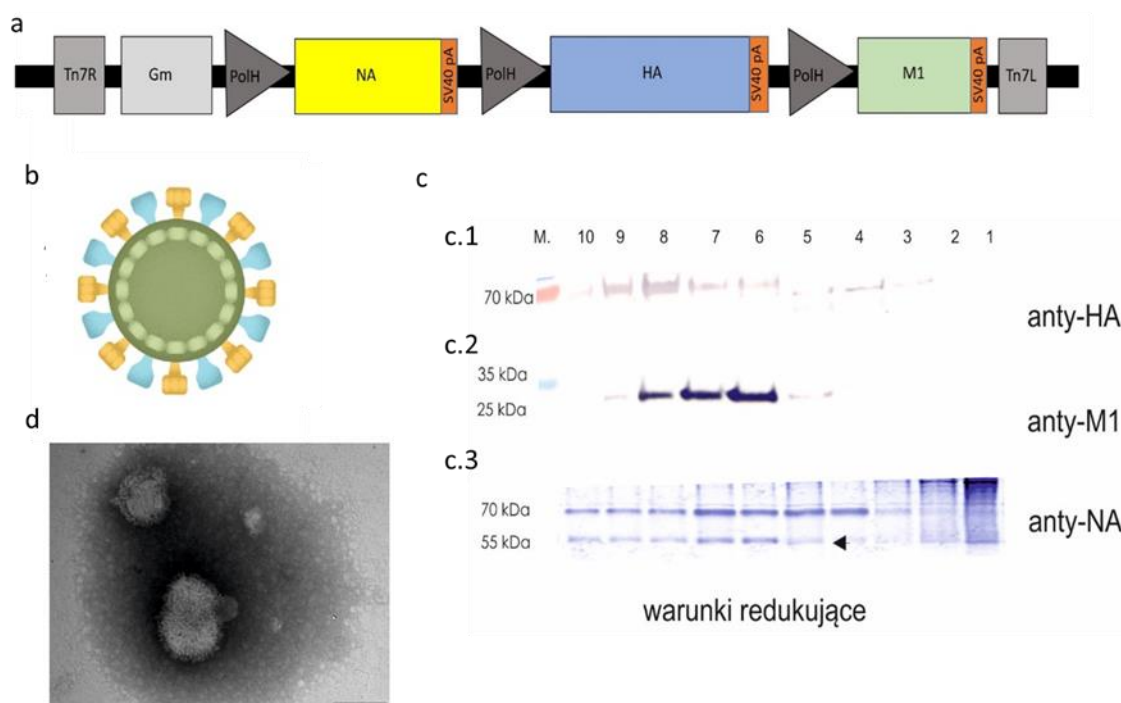 a
Tn7R Gm PolH NA SV40 pA PolH HA SV40 pA PolH M1 SV40 pA Tn7L
b
c
c.1 M. 10 9 8 7 6 5 4 3 2 1
70 kDa
anty-HA
c.2
35 kDa
25 kDa
anty-M1
c.3
70 kDa
55 kDa
anty-NA
warunki redukujące
d